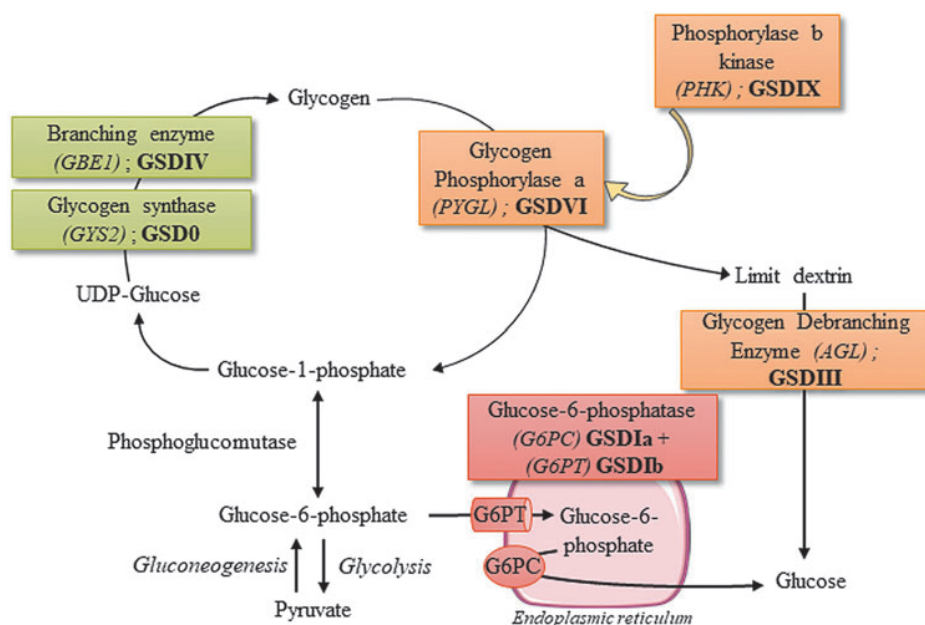 Phosphorylase b
kinase
(PHK) ; GSDIX
Glycogen
Branching enzyme
(GBE1) ; GSDIV
Glycogen
Phosphorylase a
(PYGL) ; GSDVI
Glycogen synthase
(GYS2) ; GSD0
UDP-Glucose
Limit dextrin
Glycogen Debranching
Enzyme (AGL) ;
GSDIII
Glucose-1-phosphate
Glucose-6-phosphatase
(G6PC) GSDIa +
(G6PT) GSDIb
Phosphoglucomutase
Glucose-6-phosphate
G6PT
Glucose-6-
phosphate
Gluconeogenesis
Glycolysis
G6PC
Glucose
Pyruvate
Endoplasmic reticulum